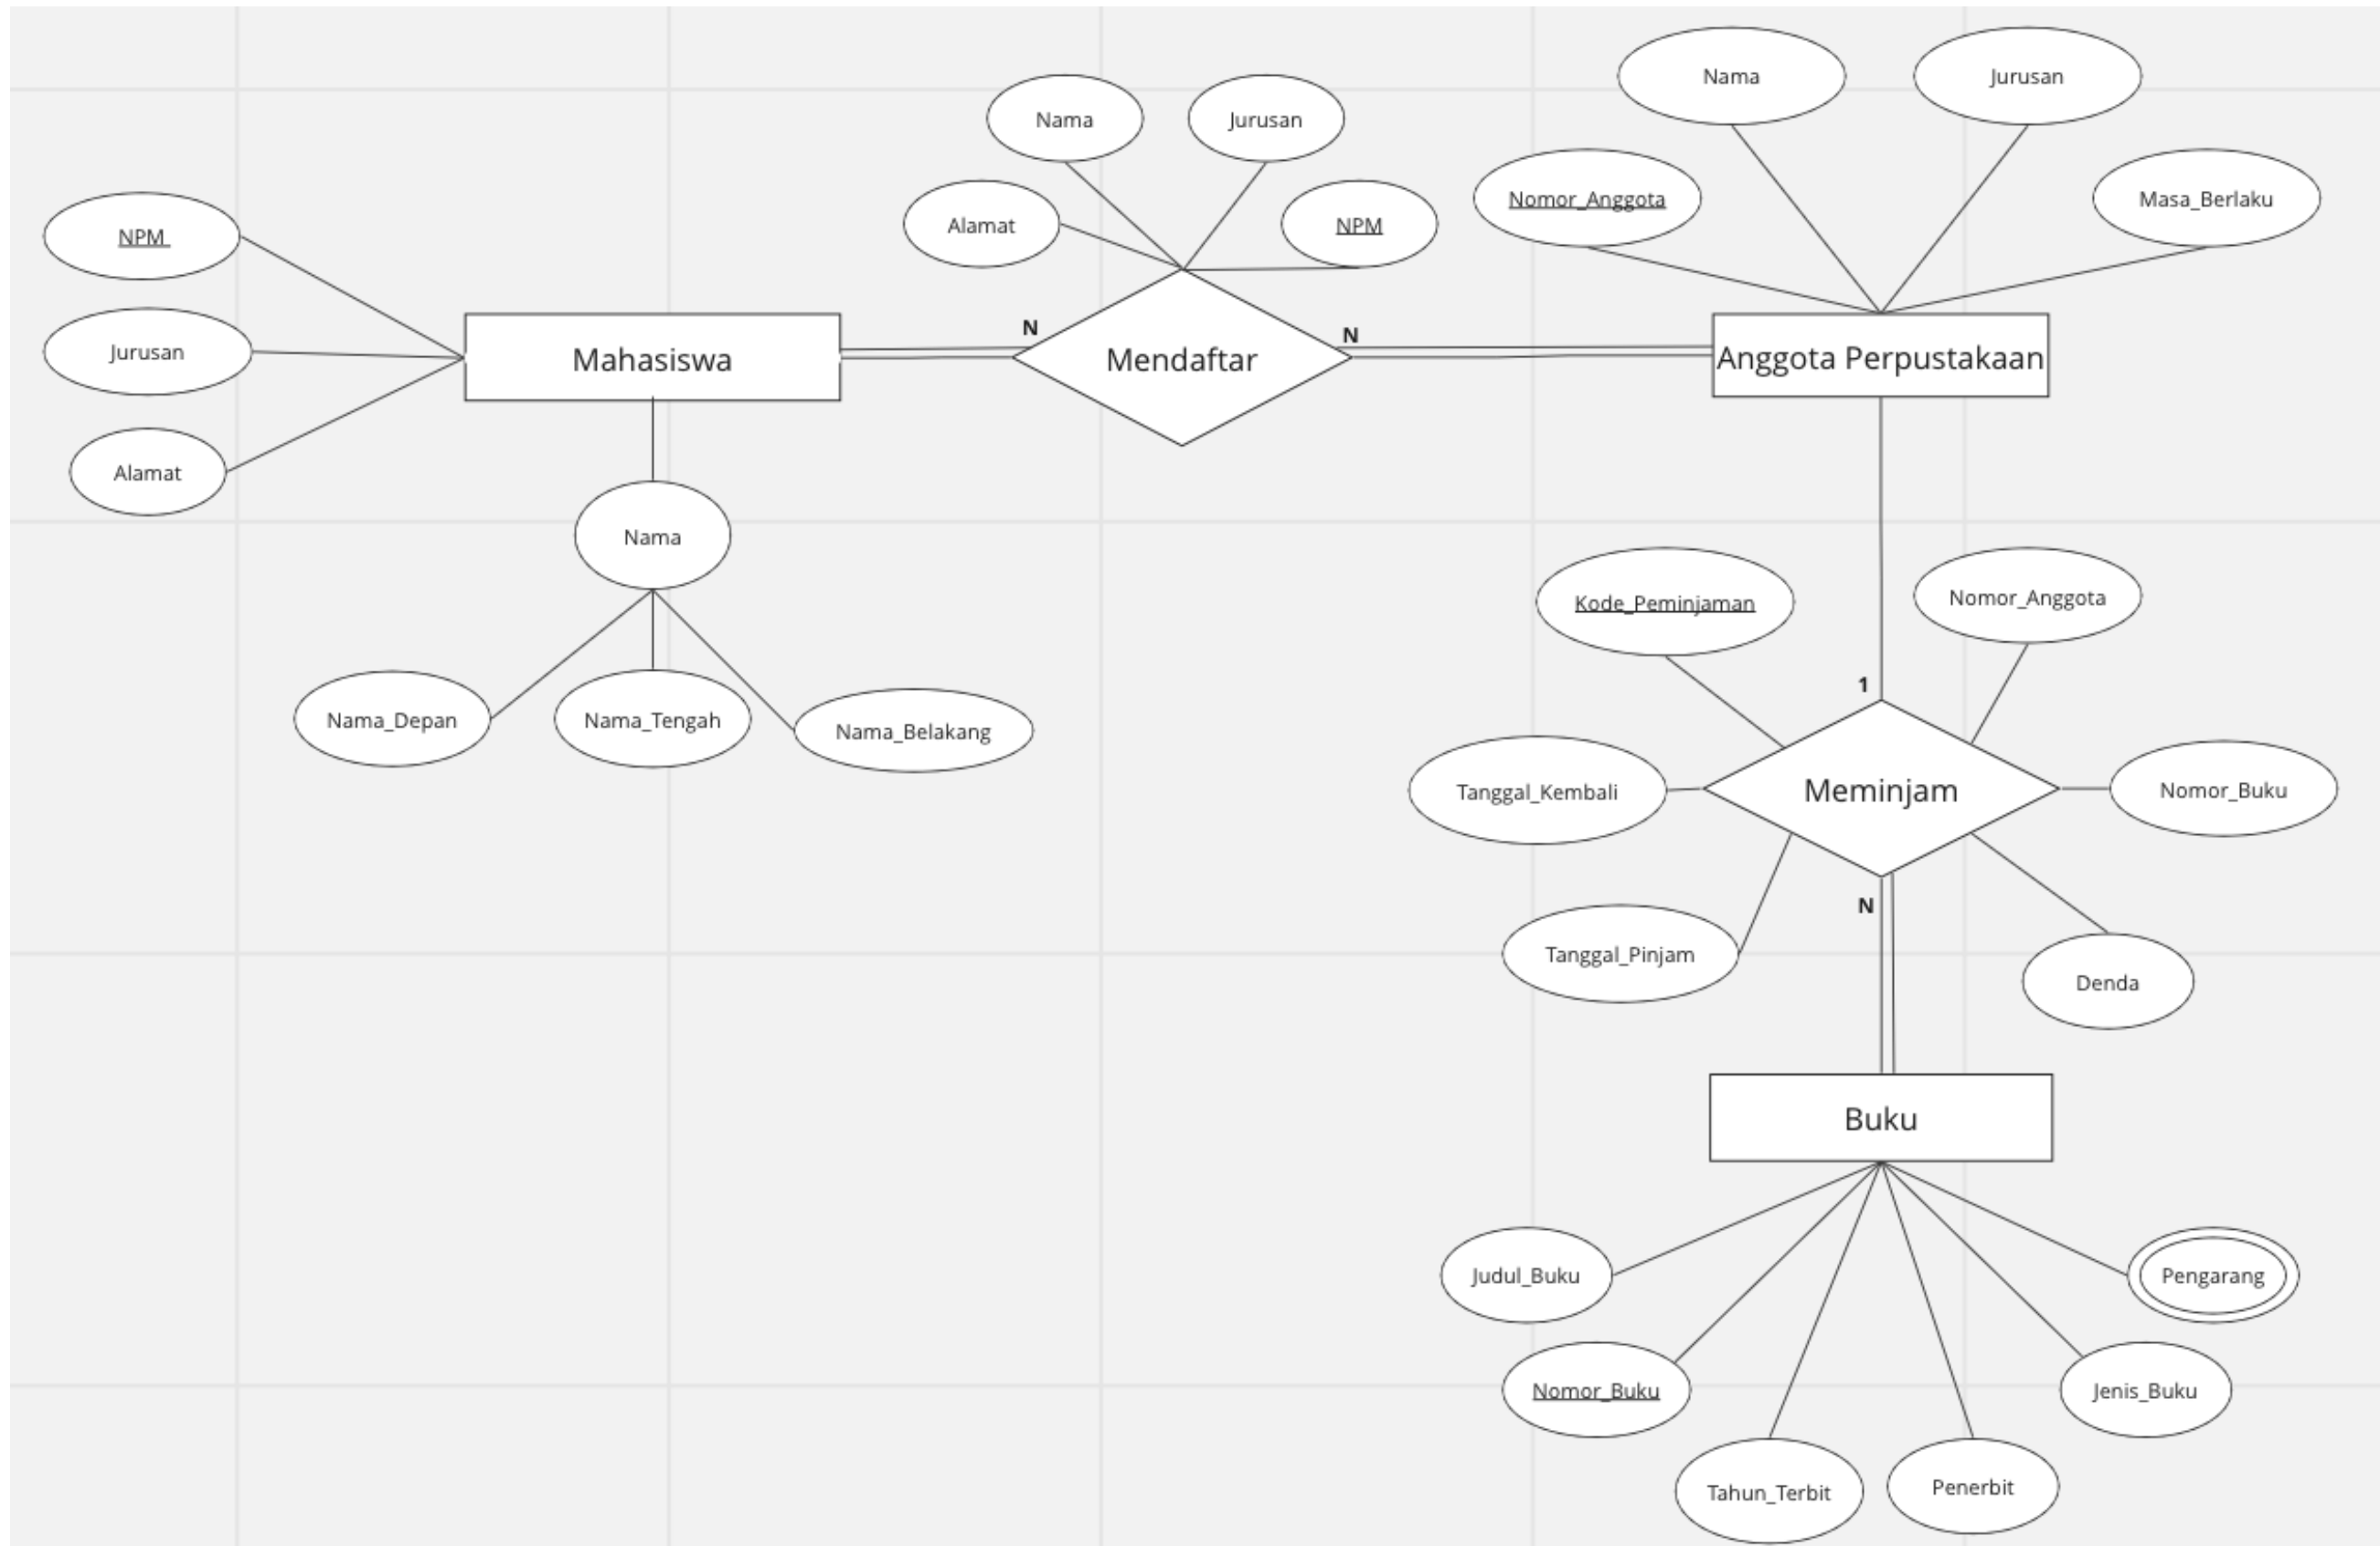 Nama
Jurusan
Nama
Jurusan
Alamat
NPM
Nomor_Anggota
Masa_Berlaku
NPM
Jurusan
Alamat
Mahasiswa
N
Mendaftar
N
Anggota Perpustakaan
Nama
Nama_Depan
Nama_Tengah
Nama_Belakang
Kode_Peminjaman
Nomor_Anggota
1
Tanggal_Kembali
Meminjam
Nomor_Buku
N
Tanggal_Pinjam
Denda
Buku
Judul_Buku
Pengarang
Nomor_Buku
Jenis_Buku
Tahun_Terbit
Penerbit